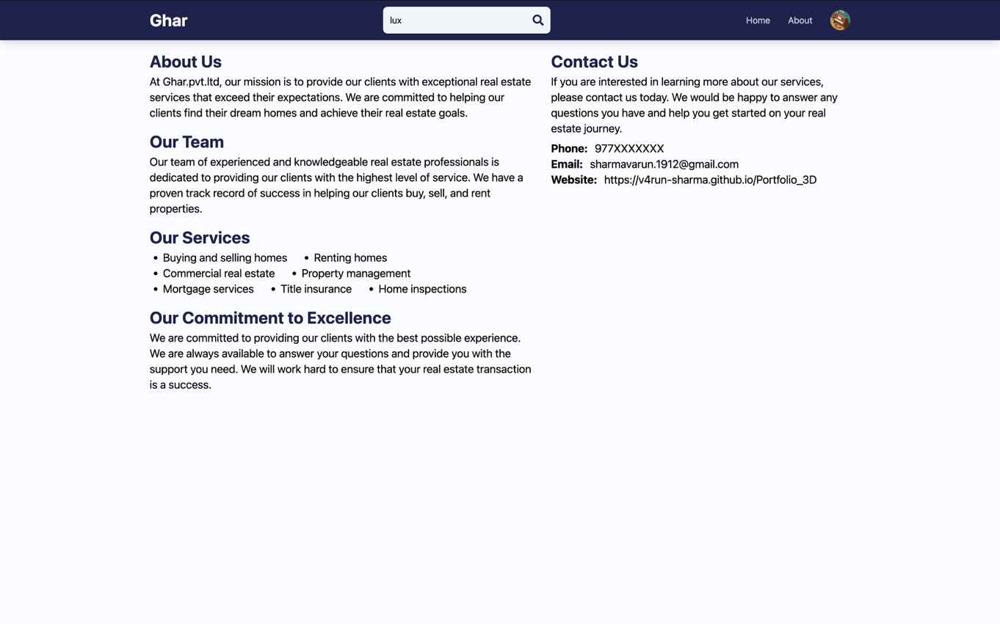 Ghar
lux
Home
About
About Us
At Ghar.pvt.ltd, our mission is to provide our clients with exceptional real estate
services that exceed their expectations. We are committed to helping our
clients find their dream homes and achieve their real estate goals.
Our Team
Our team of experienced and knowledgeable real estate professionals is
dedicated to providing our clients with the highest level of service. We have a
proven track record of success in helping our clients buy, sell, and rent
properties.
Our Services
• Buying and selling homes • Renting homes
• Commercial real estate • Property management
• Mortgage services • Title insurance • Home inspections
Our Commitment to Excellence
We are committed to providing our clients with the best possible experience.
We are always available to answer your questions and provide you with the
support you need. We will work hard to ensure that your real estate transaction
is a success.
Contact Us
If you are interested in learning more about our services,
please contact us today. We would be happy to answer any
questions you have and help you get started on your real
estate journey.
Phone: 977XXXXXXX
Email: sharmavarun.1912@gmail.com
Website: https://v4run-sharma.github.io/Portfolio_3D